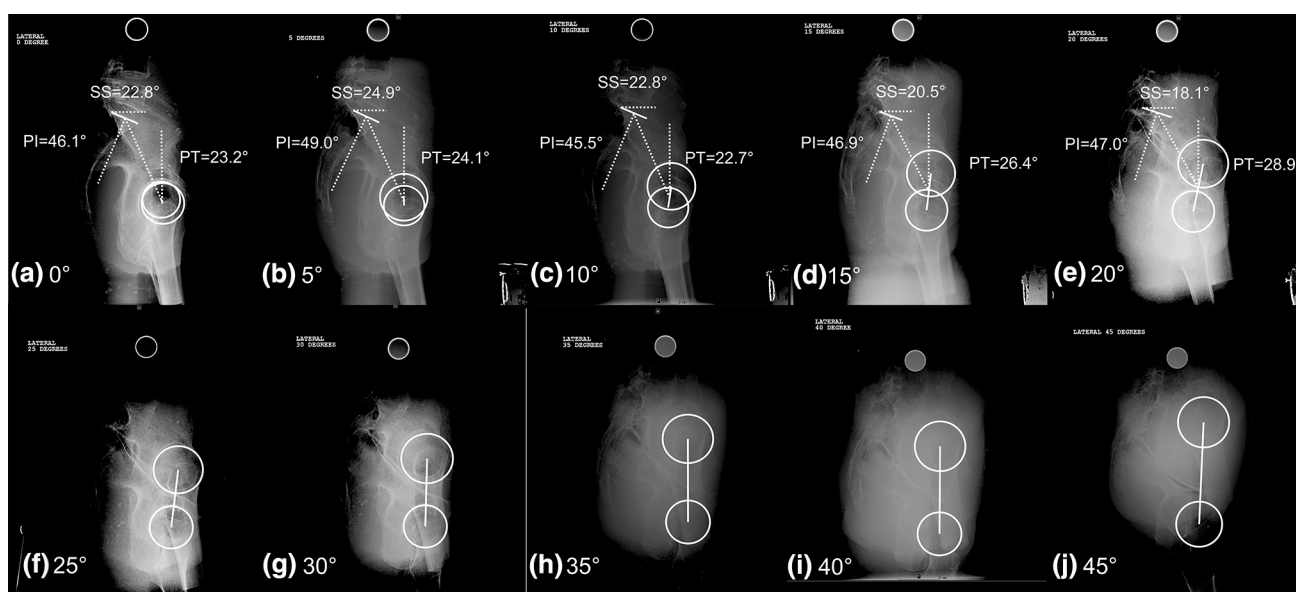 LATERAL
0 DEGREE
SS=22.8°
PI=46.1°
PT=23.2°
(a) 0°
5 DEGREES
SS=24.9°
PI=49.0°
PT=24.1°
(b) 5°
LATERAL
10 DEGREES
SS=22.8°
PI=45.5°
PT=22.7°
(c) 10°
LATERAL
15 DEGREES
SS=20.5°
PI=46.9°
PT=26.4°
(d) 15°
LATERAL
20 DEGREES
SS=18.1°
PI=47.0°
PT=28.9
(e) 20°
LATERAL
25 DEGREES
(f) 25°
LATERAL
30 DEGREES
(g) 30°
LATERAL
35 DEGREES
(h) 35°
LATERAL
40 DEGREE
(i) 40°
LATERAL 45 DEGREES
(j) 45°